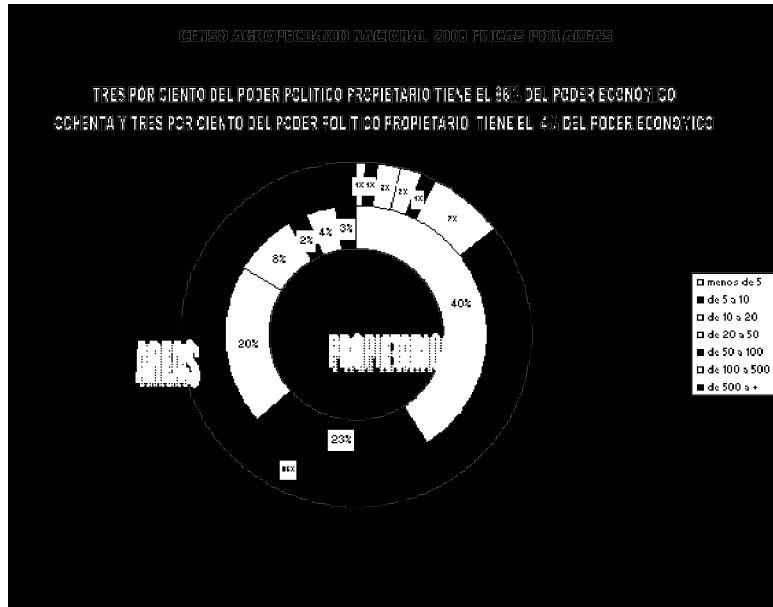 CENSO AGROPECUARIO NACIONAL 2000 FINCAS POR AREAS
TRES POR CIENTO DEL PODER POLITICO PROPIETARIO TIENE EL 86% DEL PODER ECONOMICO
OCHENTA Y TRES POR CIENTO DEL PODER POLITICO PROPIETARIO TIENE EL 4% DEL PODER ECONOMICO
1% 1% 2% 2% 1% 7%
2% 4% 3%
8%
40%
20%
PROPIETARIO
23%
86%
menos de 5
de 5 a 10
de 10 a 20
de 20 a 50
de 50 a 100
de 100 a 500
de 500 a +